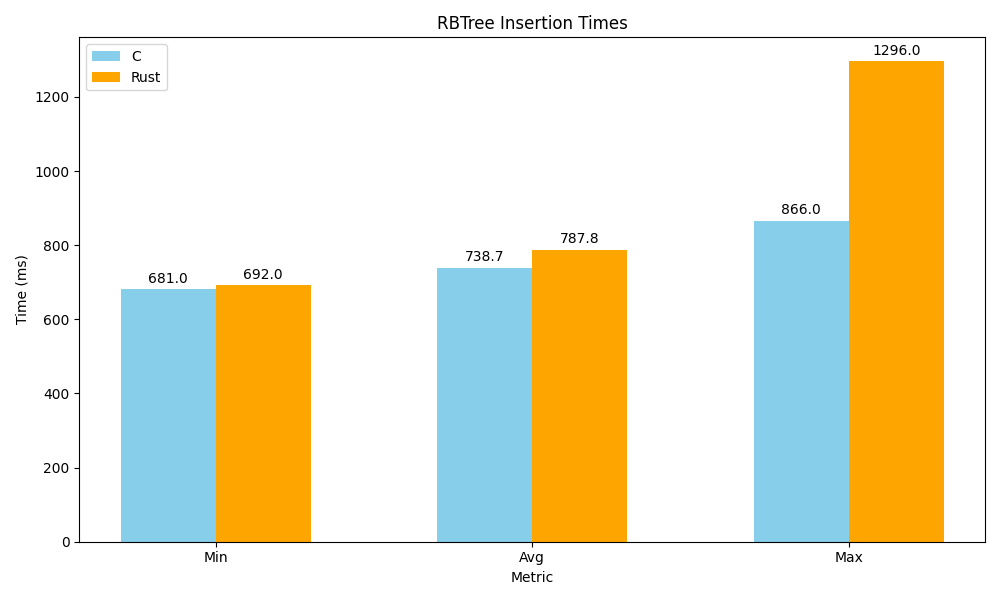 RBTree Insertion Times
C
Rust
1296.0
866.0
787.8
738.7
692.0
681.0
Time (ms)
1200
1000
800
600
400
200
0
Min
Avg
Max
Metric